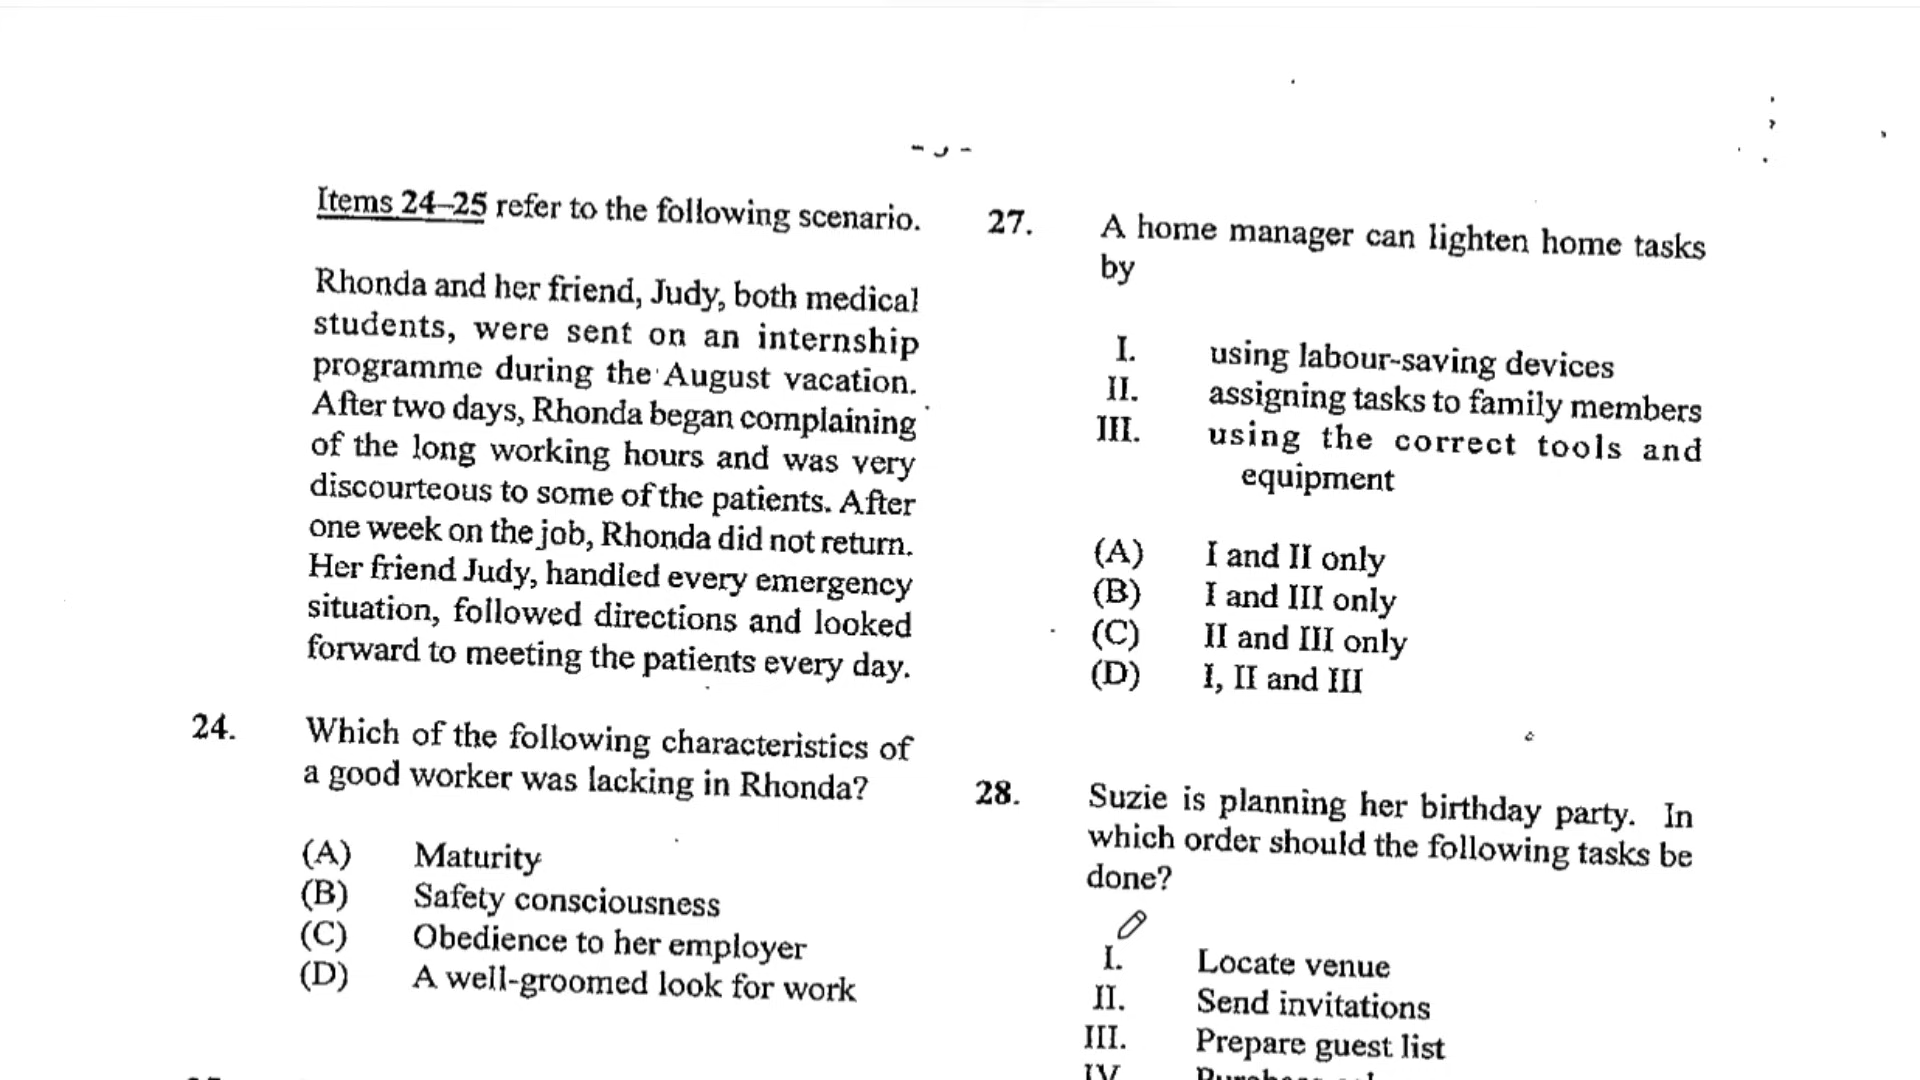 Items 24–25 refer to the following scenario.
Rhonda and her friend, Judy, both medical
students, were sent on an internship
programme during the August vacation.
After two days, Rhonda began complaining
of the long working hours and was very
discourteous to some of the patients. After
one week on the job, Rhonda did not return.
Her friend Judy, handled every emergency
situation, followed directions and looked
forward to meeting the patients every day.
24. Which of the following characteristics of
a good worker was lacking in Rhonda?
(A) Maturity
(B) Safety consciousness
(C) Obedience to her employer
(D) A well-groomed look for work
27. A home manager can lighten home tasks
by
I. using labour-saving devices
II. assigning tasks to family members
III. using the correct tools and
equipment
(A) I and II only
(B) I and III only
(C) II and III only
(D) I, II and III
28. Suzie is planning her birthday party. In
which order should the following tasks be
done?
I. Locate venue
II. Send invitations
III. Prepare guest list
IV